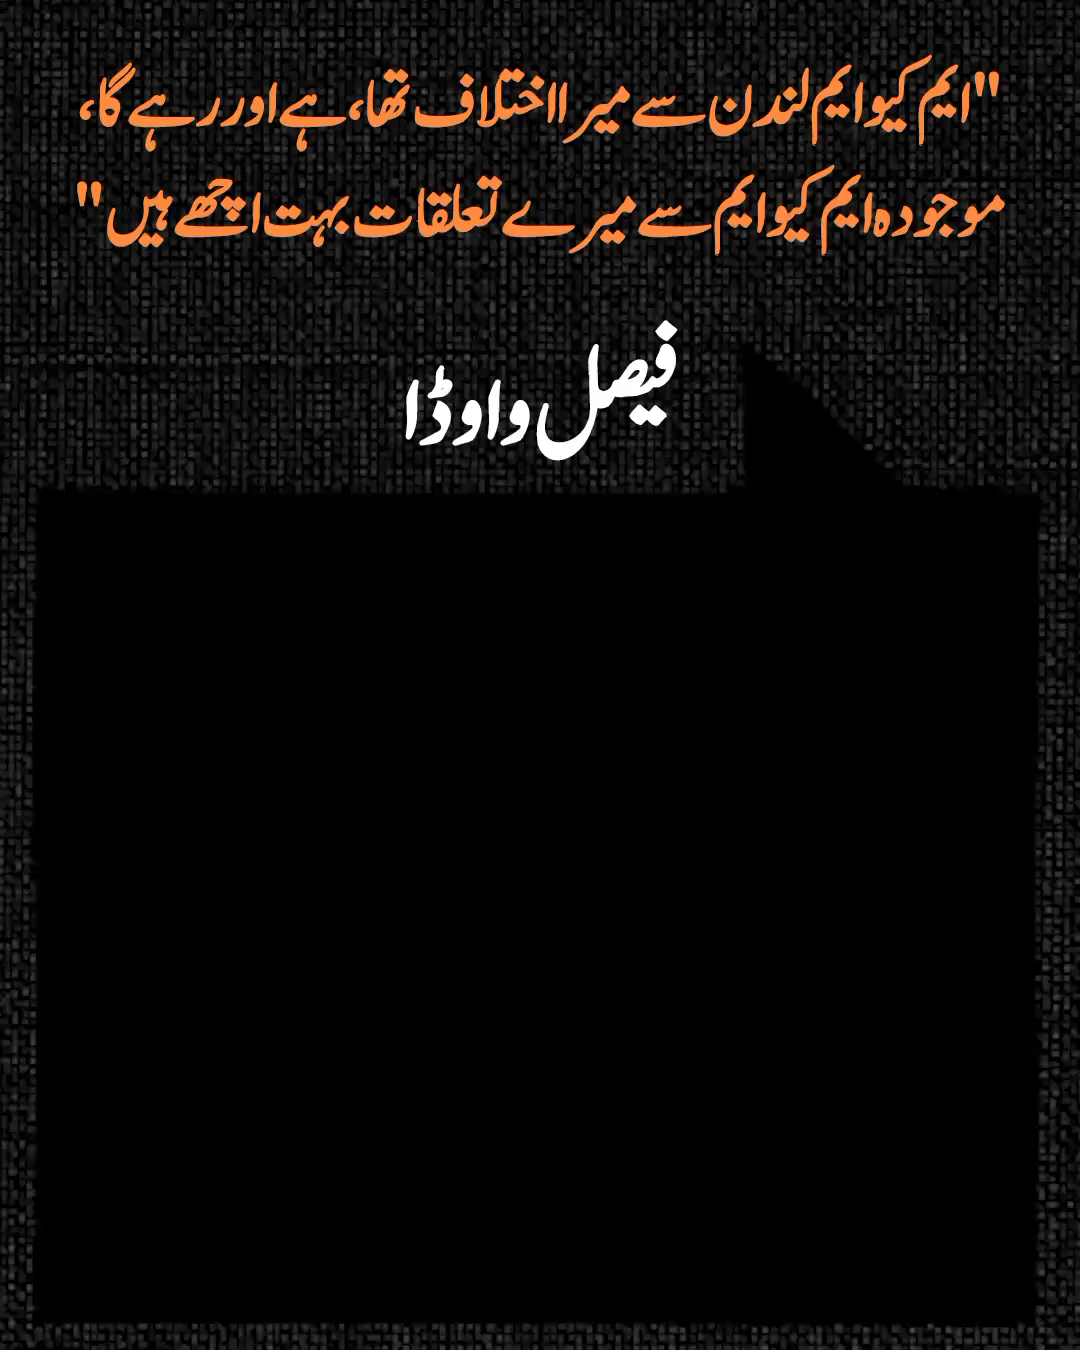 "ایم کیو ایم لندن سے میرا اختلاف تھا، ہے اور رہے گا،
موجودہ ایم کیو ایم سے میرے تعلقات بہت اچھے ہیں"
فیصل واوڈا